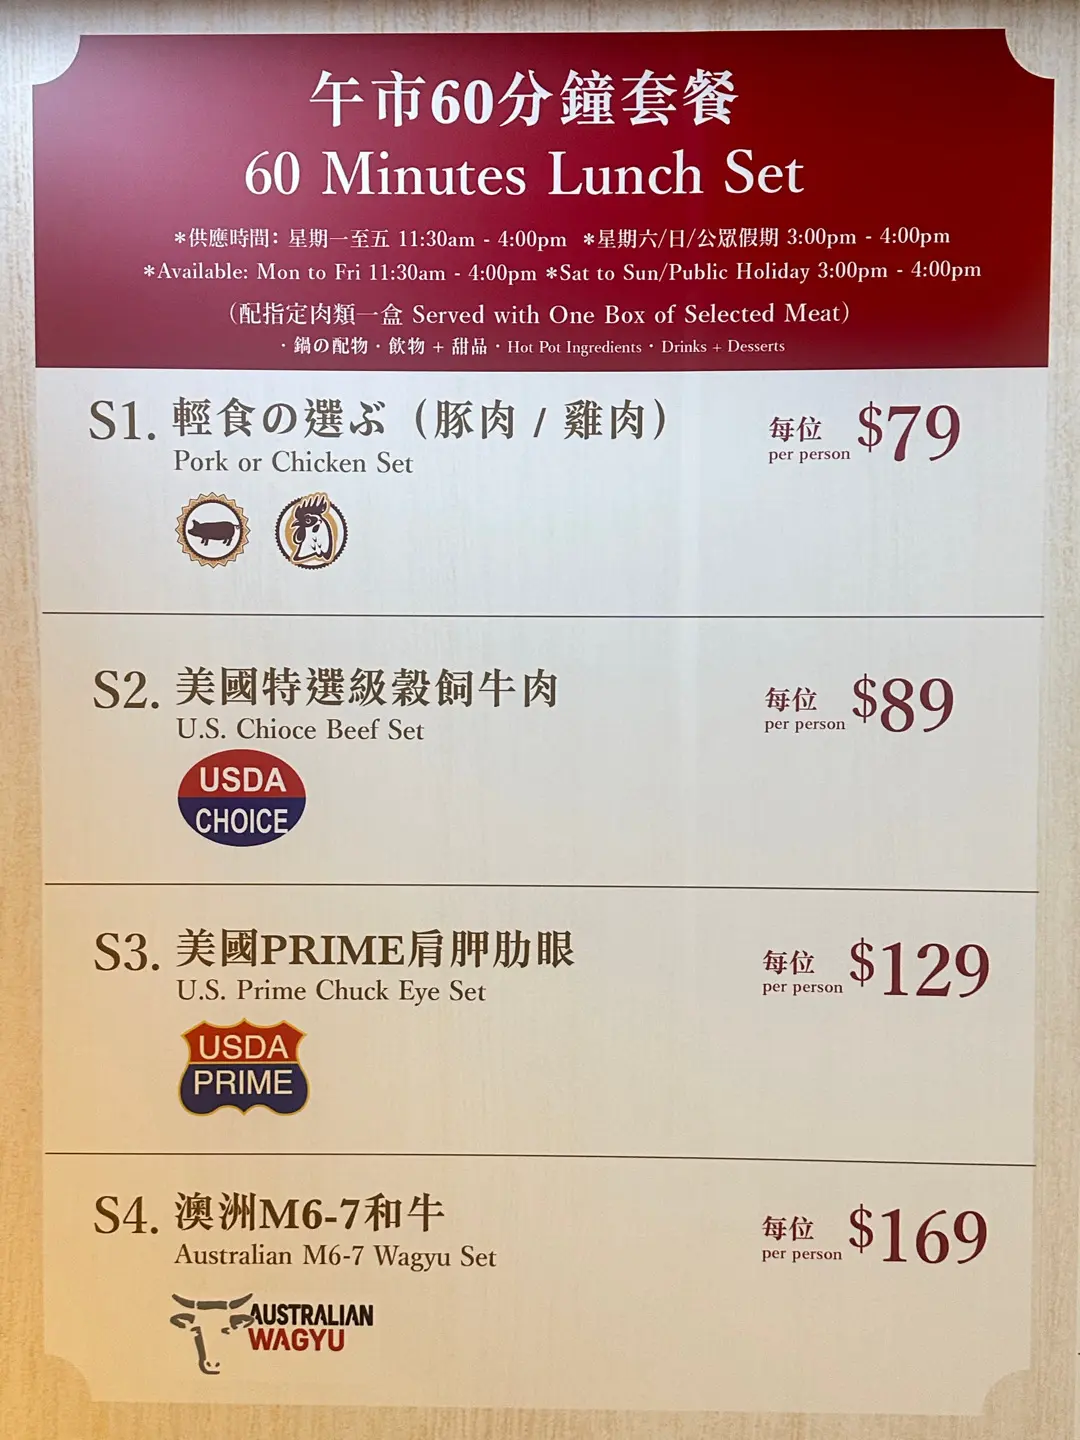 午市60分鐘套餐
60 Minutes Lunch Set
*供應時間：星期一至五 11:30am - 4:00pm *星期六/日/公眾假期 3:00pm - 4:00pm
*Available: Mon to Fri 11:30am - 4:00pm *Sat to Sun/Public Holiday 3:00pm - 4:00pm
（配指定肉類一盒 Served with One Box of Selected Meat）
・鍋の配物・飲物 + 甜品・Hot Pot Ingredients・Drinks + Desserts
S1. 輕食の選ぶ（豚肉 / 雞肉） 每位 $79
Pork or Chicken Set per person
S2. 美國特選級穀飼牛肉 每位 $89
U.S. Chioce Beef Set per person
USDA
CHOICE
S3. 美國PRIME肩胛肋眼 每位 $129
U.S. Prime Chuck Eye Set per person
USDA
PRIME
S4. 澳洲M6-7和牛 每位 $169
Australian M6-7 Wagyu Set per person
AUSTRALIAN
WAGYU